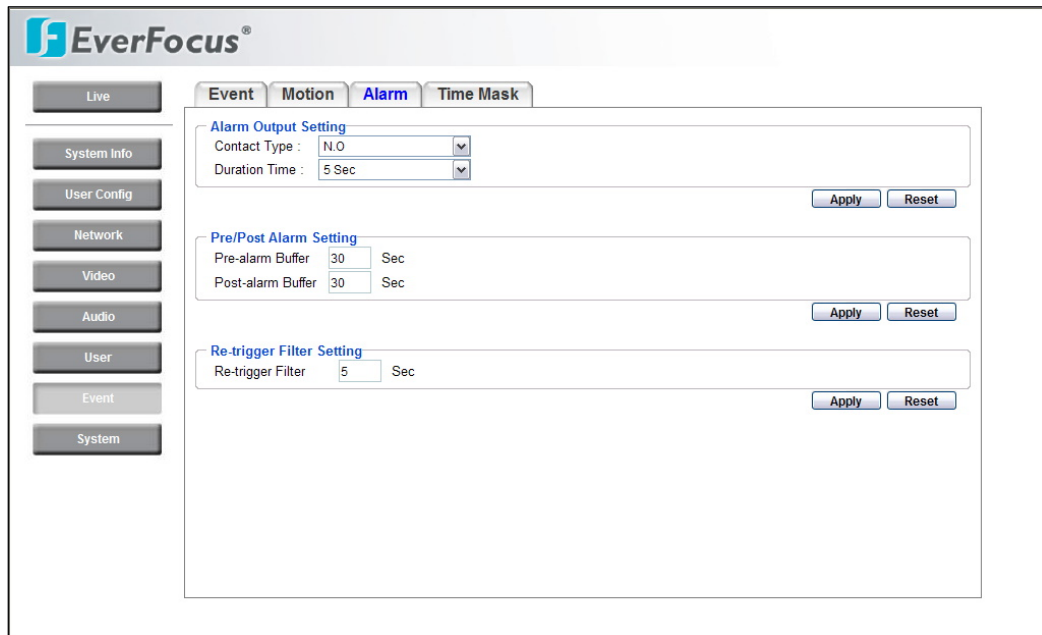 EverFocus®
Live
System Info
User Config
Network
Video
Audio
User
Event
System
Event Motion Alarm Time Mask
Alarm Output Setting
Contact Type : N.O
Duration Time : 5 Sec
Apply Reset
Pre/Post Alarm Setting
Pre-alarm Buffer 30 Sec
Post-alarm Buffer 30 Sec
Apply Reset
Re-trigger Filter Setting
Re-trigger Filter 5 Sec
Apply Reset